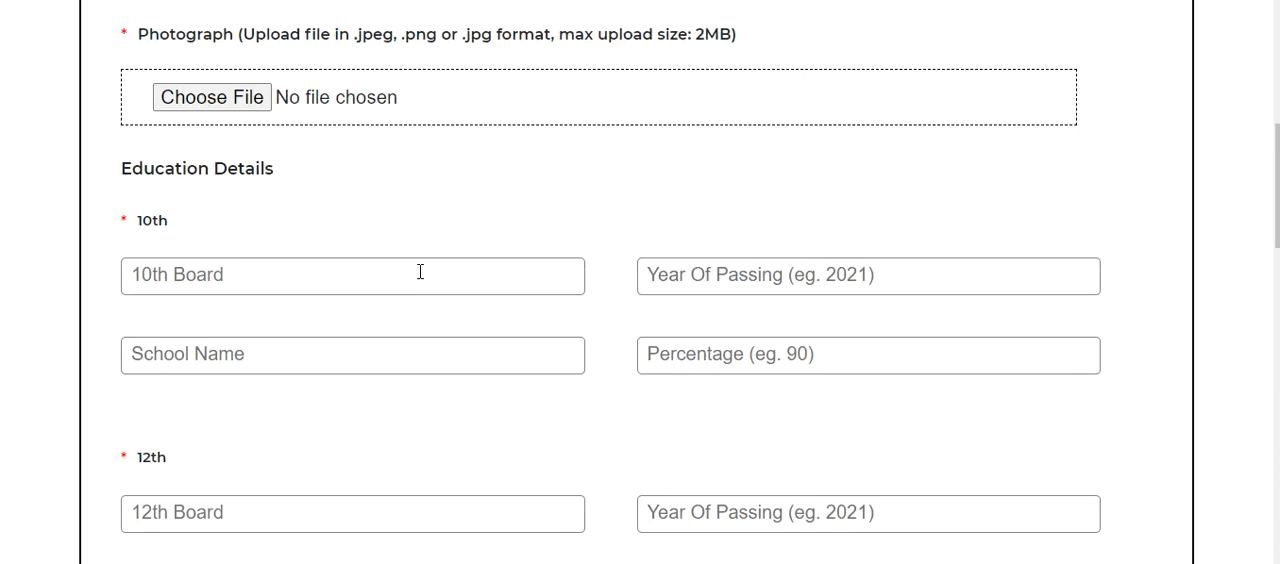 * Photograph (Upload file in .jpeg, .png or .jpg format, max upload size: 2MB)
Choose File No file chosen
Education Details
* 10th
10th Board Year Of Passing (eg. 2021)
School Name Percentage (eg. 90)
* 12th
12th Board Year Of Passing (eg. 2021)